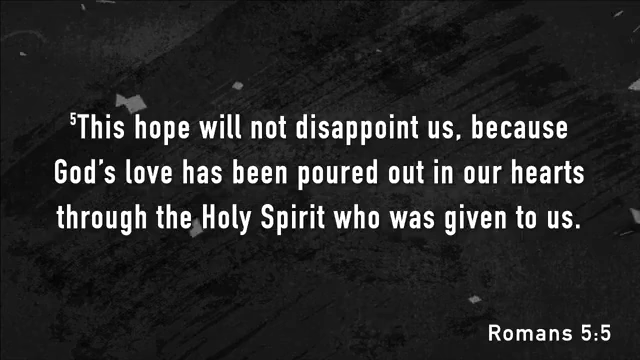 ⁵This hope will not disappoint us, because
God’s love has been poured out in our hearts
through the Holy Spirit who was given to us.
Romans 5:5